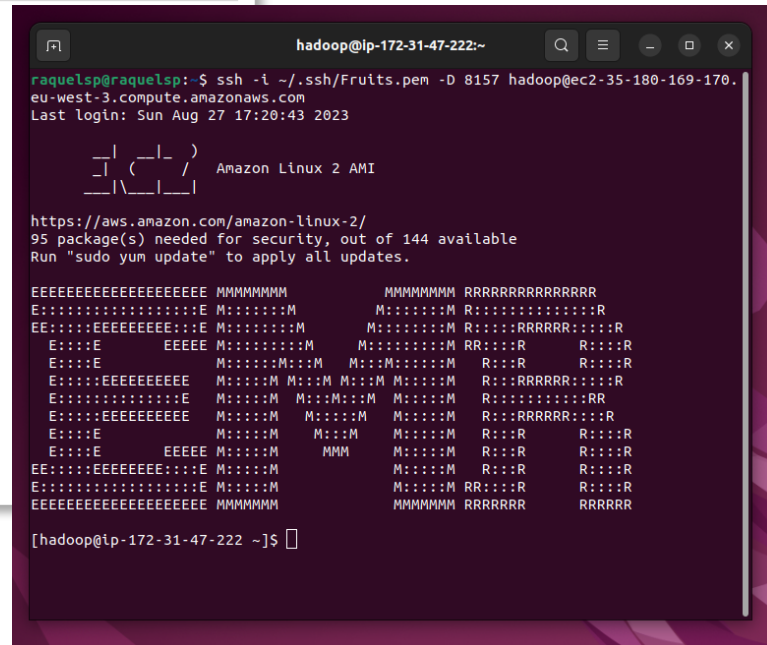 hadoop@ip-172-31-47-222:~
raquelsp@raquelsp:~$ ssh -i ~/.ssh/Fruits.pem -D 8157 hadoop@ec2-35-180-169-170.
eu-west-3.compute.amazonaws.com
Last login: Sun Aug 27 17:20:43 2023

       __|  __|_  )
       _|  (     /   Amazon Linux 2 AMI
      ___|\___|___|

https://aws.amazon.com/amazon-linux-2/
95 package(s) needed for security, out of 144 available
Run "sudo yum update" to apply all updates.

EEEEEEEEEEEEEEEEEEEE MMMMMMMM           MMMMMMMM RRRRRRRRRRRRRRR
E::::::::::::::::::E M:::::::M         M:::::::M R::::::::::::::R
EE:::::EEEEEEEEE:::E M::::::::M       M::::::::M R:::::RRRRRR:::::R
  E::::E       EEEEE M:::::::::M     M:::::::::M RR::::R      R::::R
  E::::E             M::::::M:::M   M:::M::::::M   R:::R      R::::R
  E:::::EEEEEEEEEE   M:::::M M:::M M:::M M:::::M   R:::RRRRRR:::::R
  E::::::::::::::E   M:::::M  M:::M:::M  M:::::M   R:::::::::::RR
  E:::::EEEEEEEEEE   M:::::M   M:::::M   M:::::M   R:::RRRRRR::::R
  E::::E             M:::::M    M:::M    M:::::M   R:::R      R::::R
  E::::E       EEEEE M:::::M     MMM     M:::::M   R:::R      R::::R
EE:::::EEEEEEEE::::E M:::::M             M:::::M   R:::R      R::::R
E::::::::::::::::::E M:::::M             M:::::M RR::::R      R::::R
EEEEEEEEEEEEEEEEEEEE MMMMMMM             MMMMMMM RRRRRRR      RRRRRR

[hadoop@ip-172-31-47-222 ~]$